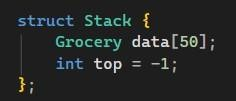 struct Stack {
    Grocery data[50];
    int top = -1;
};